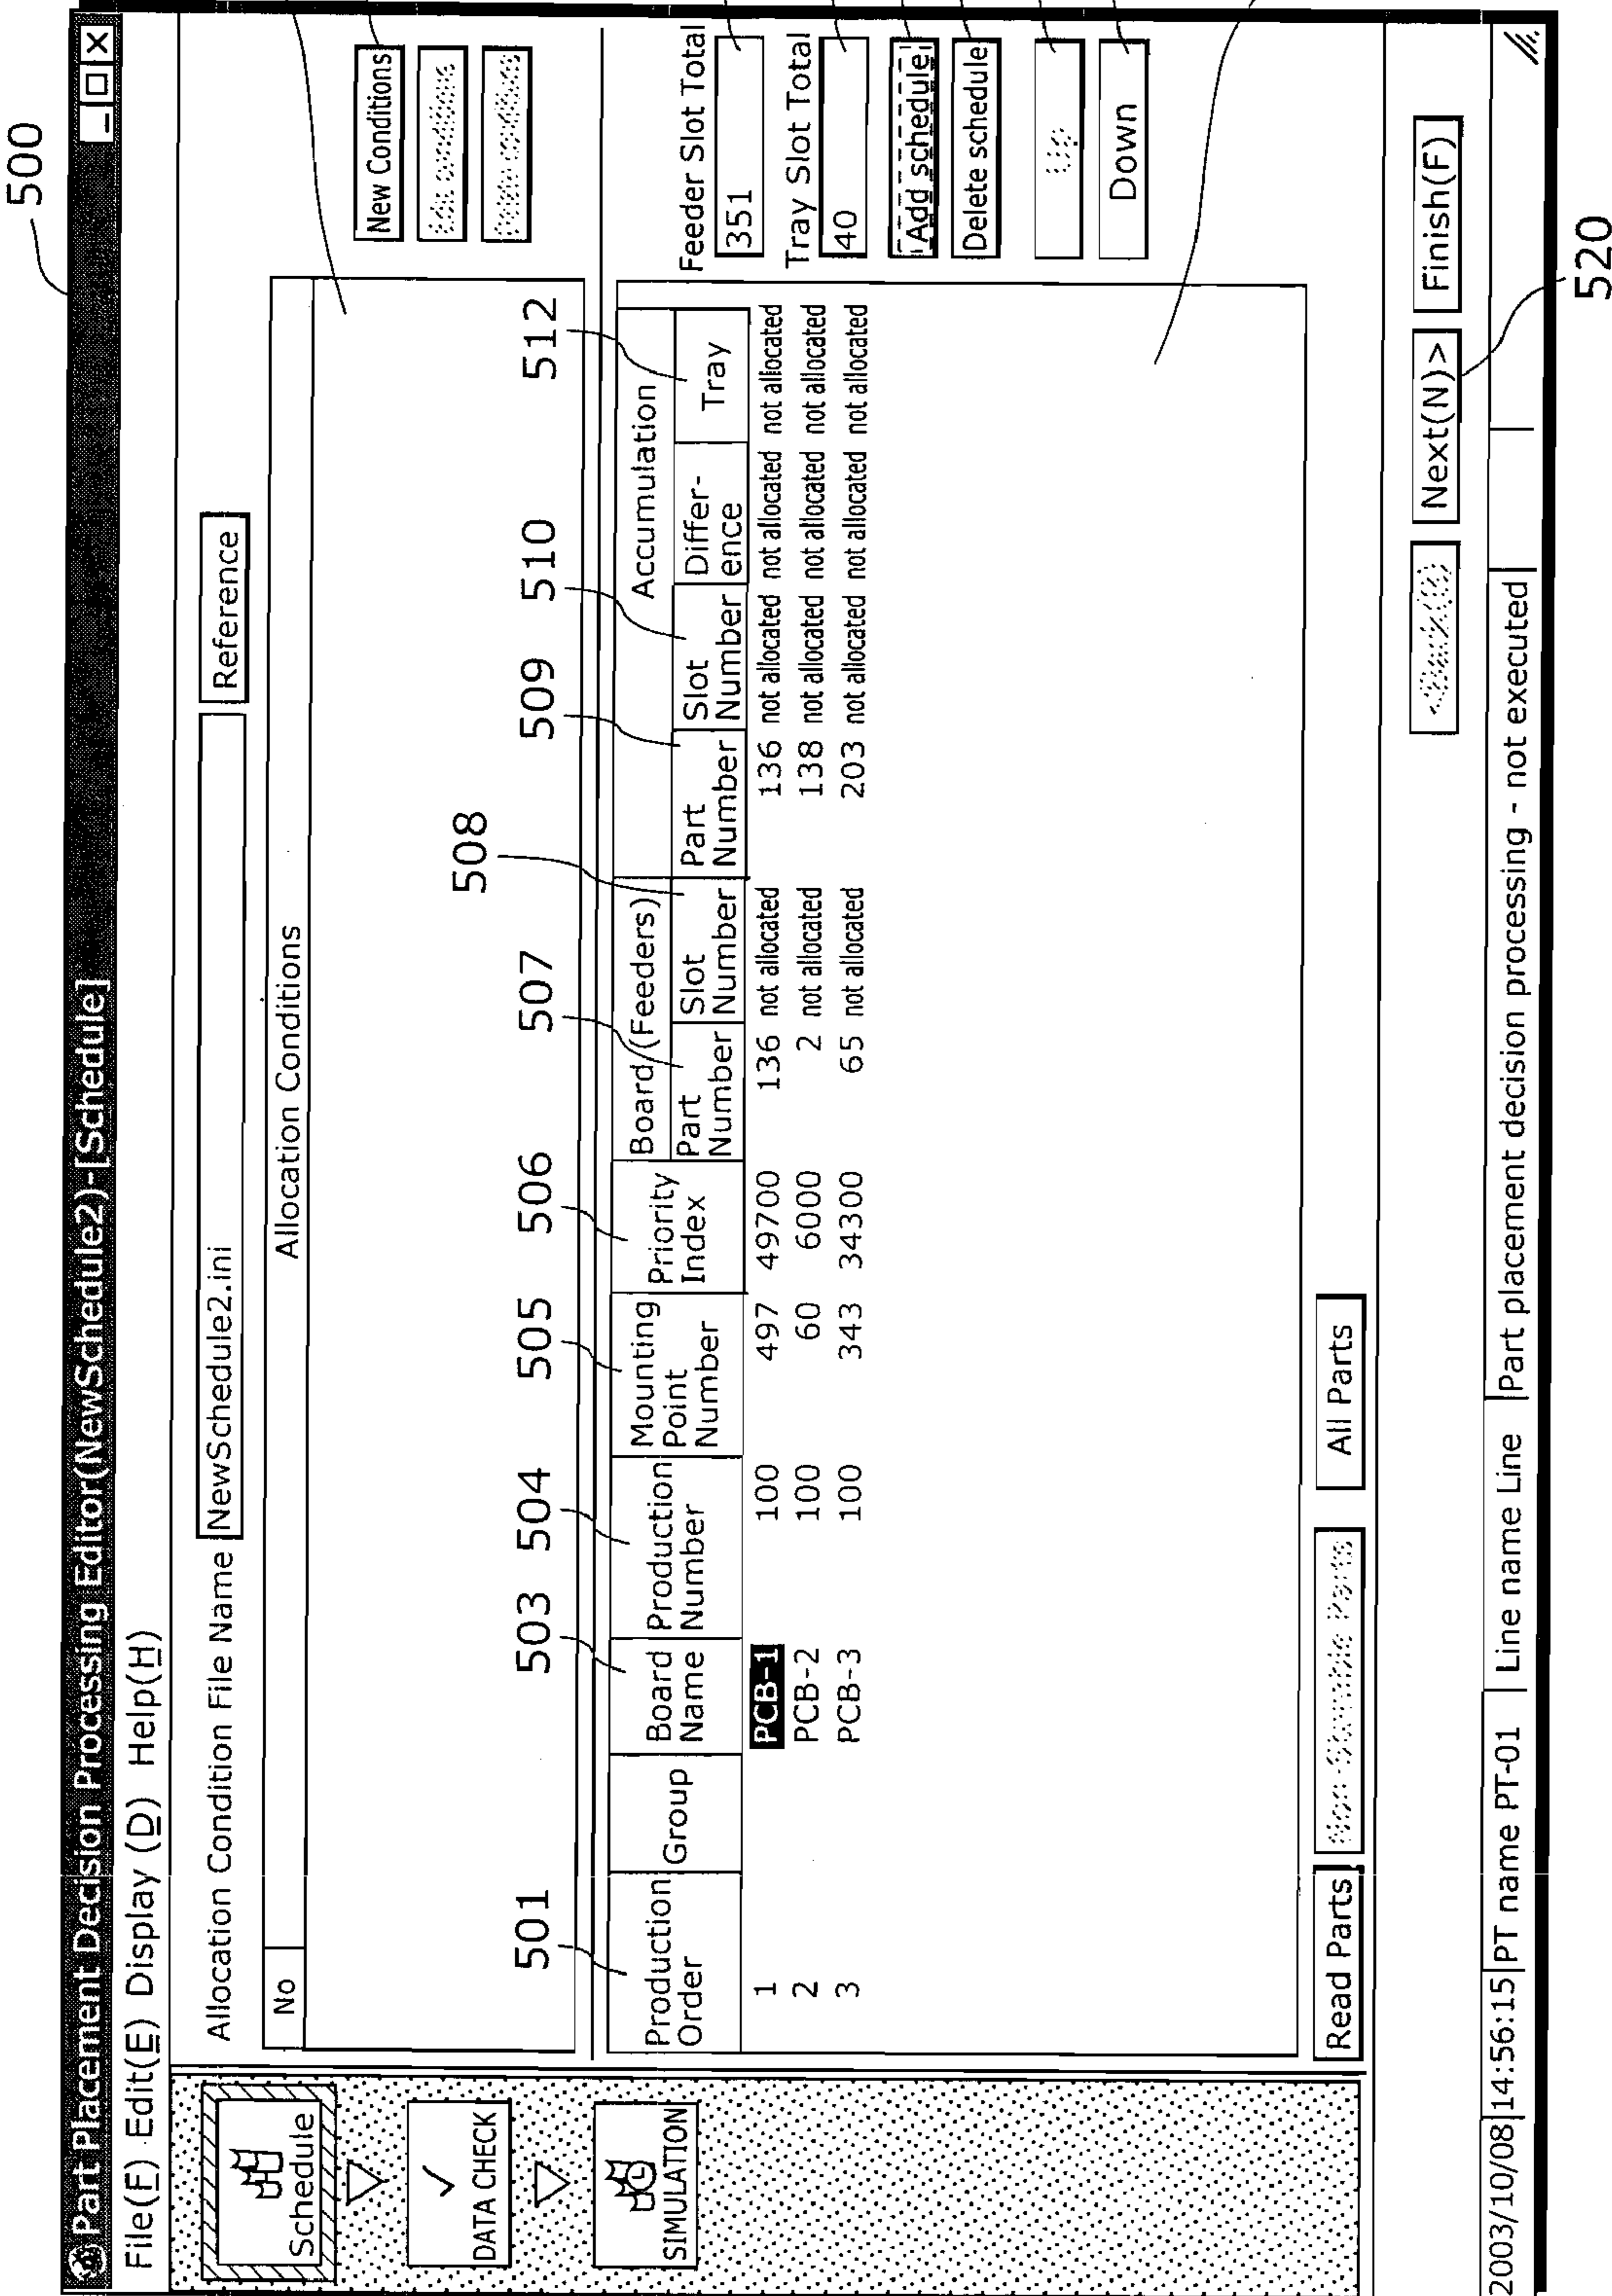 500
Part Placement Decision Processing Editor(NewSchedule2)-[Schedule]
File(F) Edit(E) Display (D) Help(H)
Allocation Condition File Name NewSchedule2.ini Reference
No Allocation Conditions
New Conditions
Schedule
DATA CHECK
SIMULATION
508
501 503 504 505 506 507 509 510 512
Production Order
Group
Board Name
Production Number
Mounting Point Number
Priority Index
Board (Feeders)
Part Number
Slot Number
Accumulation
Part Number
Slot Number
Differ-ence
Tray
1 PCB-1 100 497 49700 136 not allocated 136 not allocated not allocated not allocated
2 PCB-2 100 60 6000 2 not allocated 138 not allocated not allocated not allocated
3 PCB-3 100 343 34300 65 not allocated 203 not allocated not allocated not allocated
Feeder Slot Total
351
Tray Slot Total
40
Add schedule
Delete schedule
Up
Down
Read Parts Non-Usable Parts All Parts
Next(N)> Finish(F)
2003/10/08 14:56:15 PT name PT-01 Line name Line Part placement decision processing - not executed
520